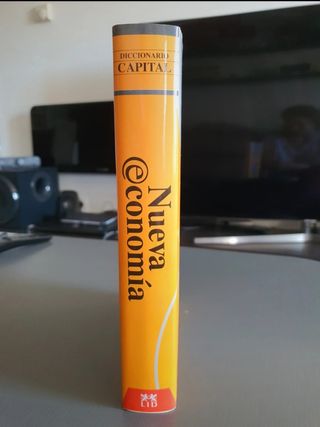 DICCIONARIO
CAPITAL
Nueva
@conomía
LID